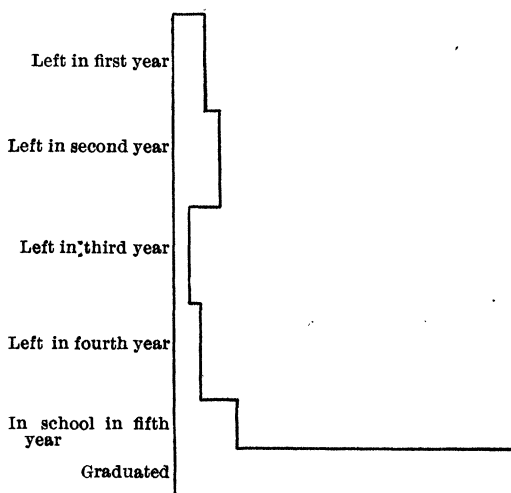 Left in first year
Left in second year
Left in third year
Left in fourth year
In school in fifth
year
Graduated